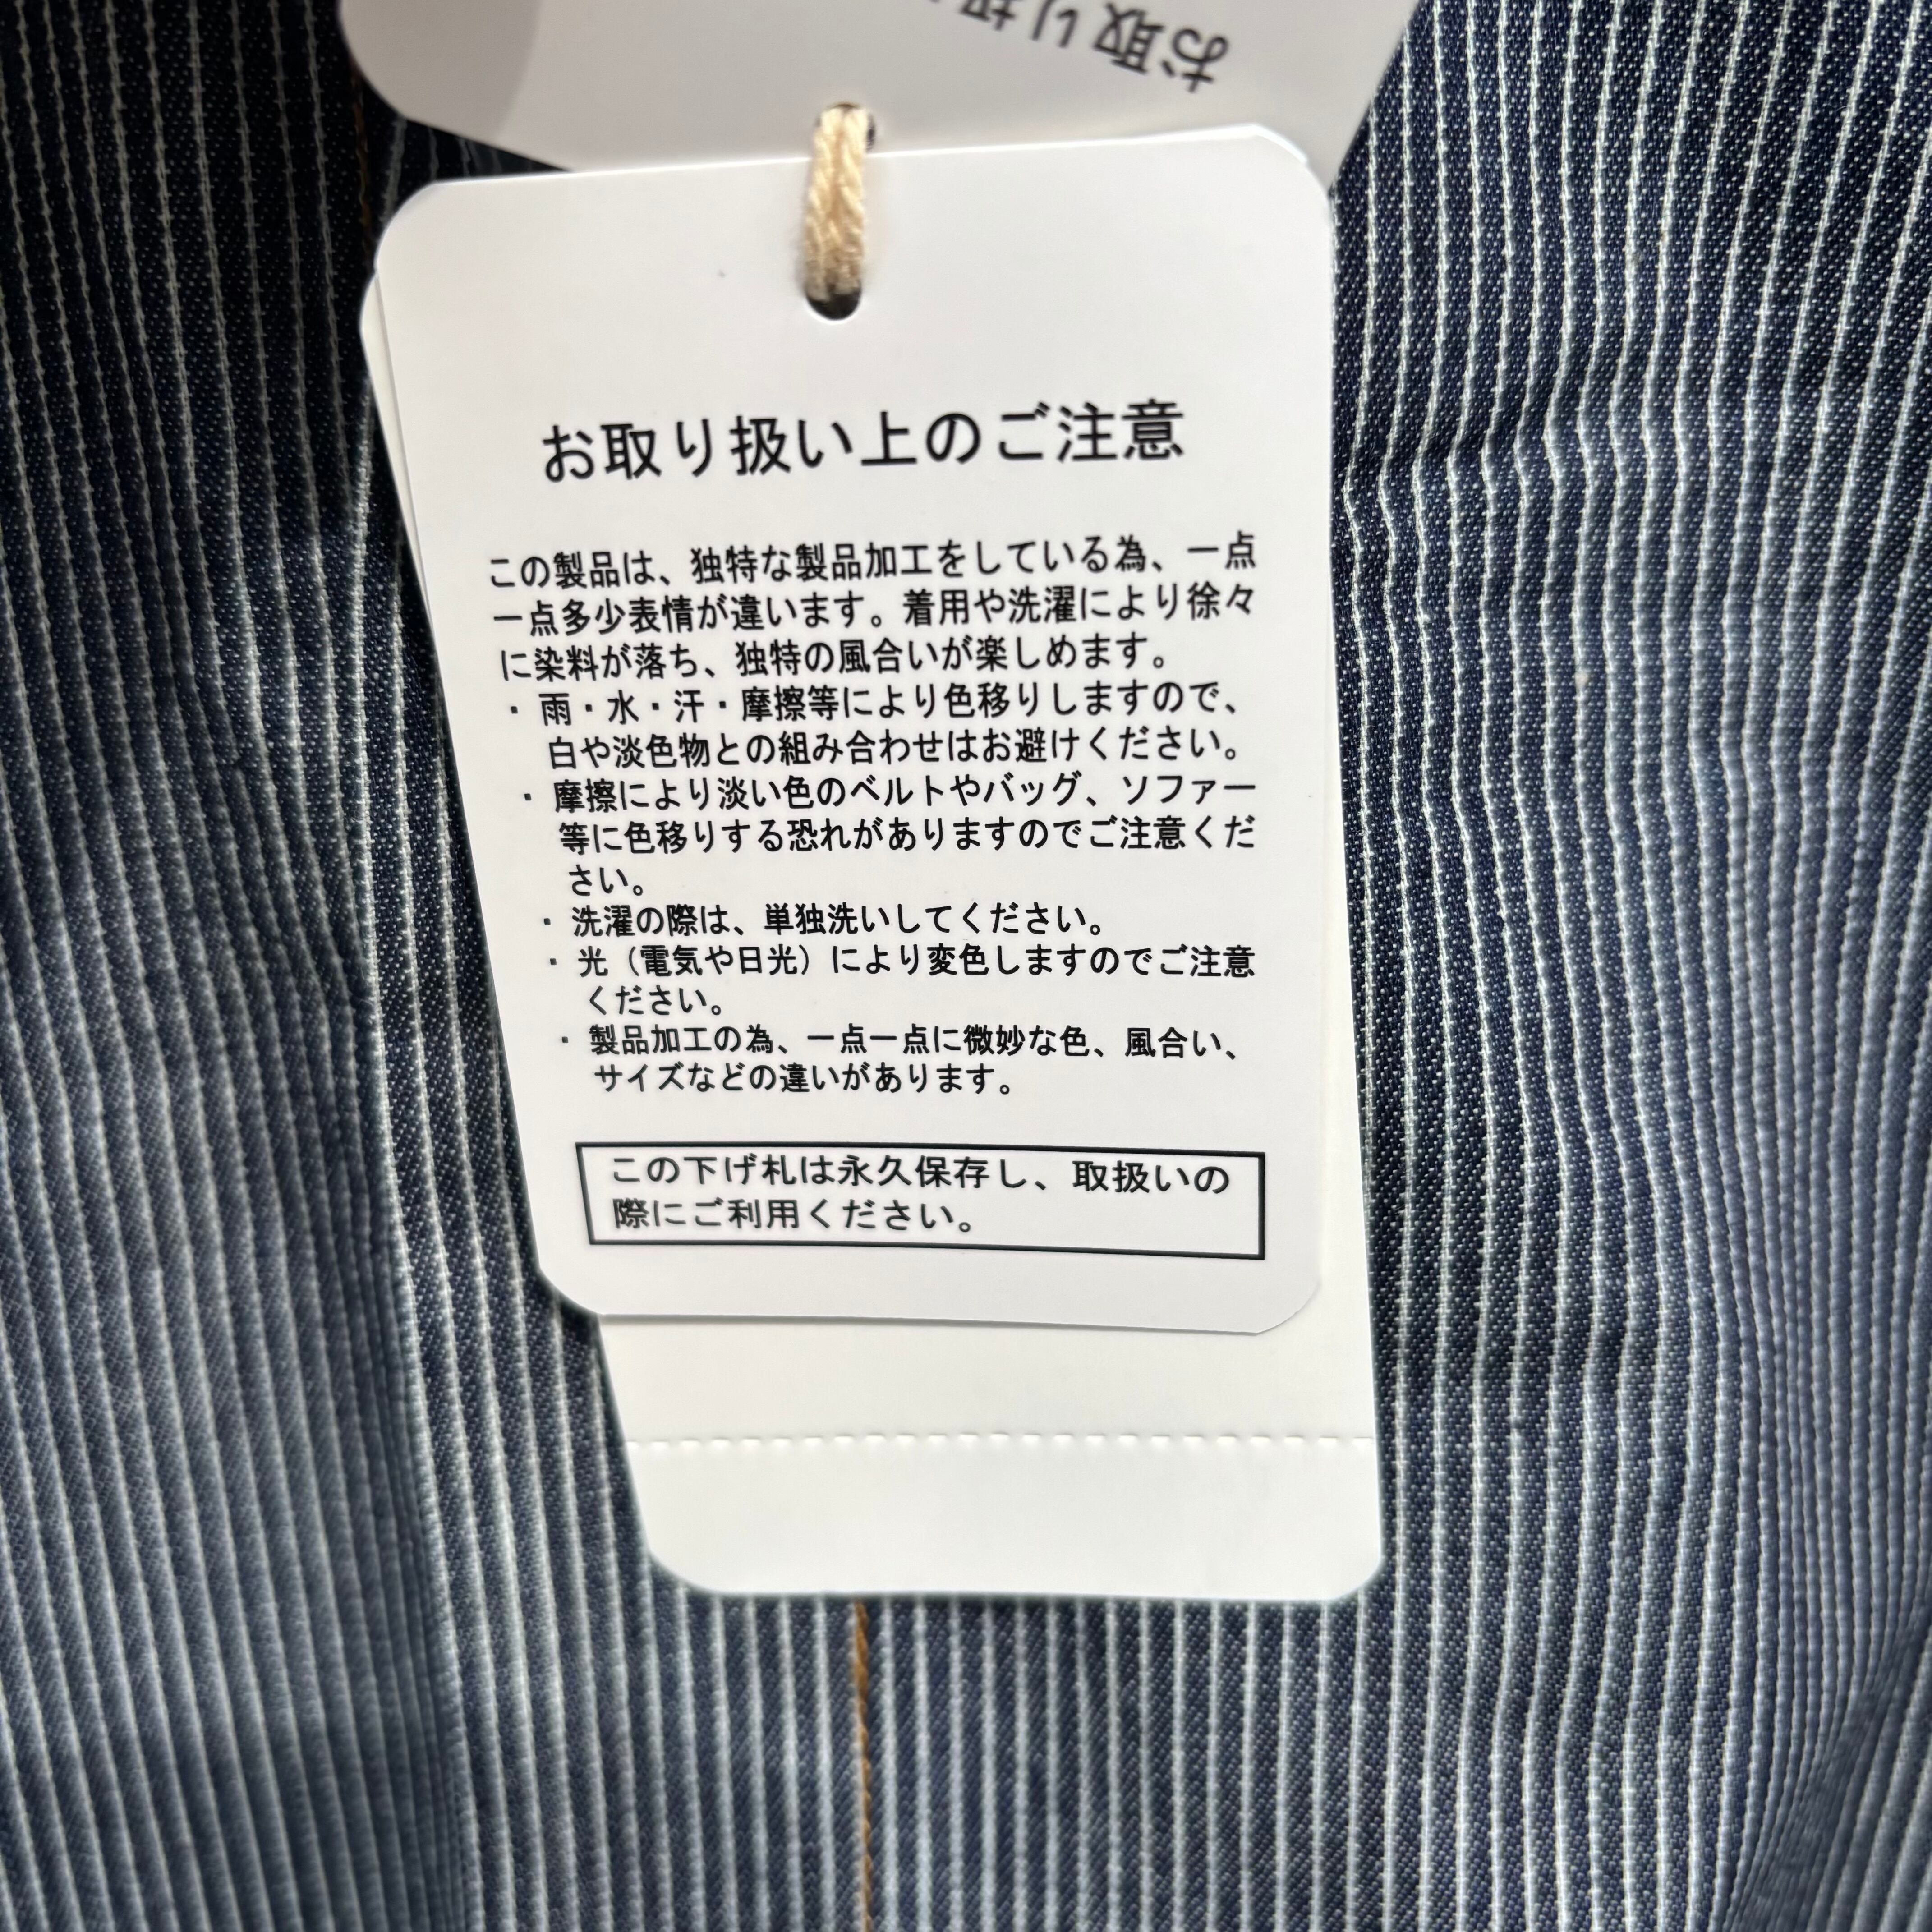 お取り扱
お取り扱い上のご注意
この製品は、独特な製品加工をしている為、一点
一点多少表情が違います。着用や洗濯により徐々
に染料が落ち、独特の風合いが楽しめます。
・雨・水・汗・摩擦等により色移りしますので、
白や淡色物との組み合わせはお避けください。
・摩擦により淡い色のベルトやバッグ、ソファー
等に色移りする恐れがありますのでご注意くだ
さい。
・洗濯の際は、単独洗いしてください。
・光（電気や日光）により変色しますのでご注意
ください。
・製品加工の為、一点一点に微妙な色、風合い、
サイズなどの違いがあります。
この下げ札は永久保存し、取扱いの
際にご利用ください。